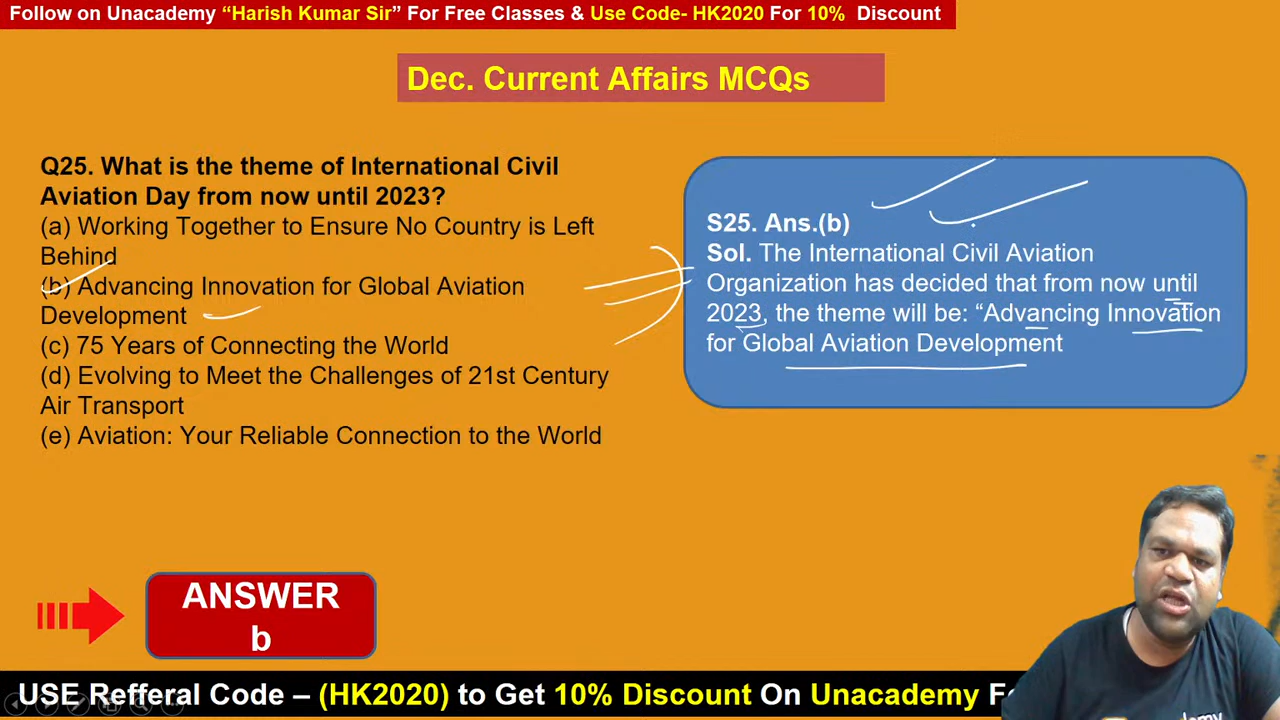 Follow on Unacademy “Harish Kumar Sir” For Free Classes & Use Code- HK2020 For 10% Discount
Dec. Current Affairs MCQs
Q25. What is the theme of International Civil
Aviation Day from now until 2023?
(a) Working Together to Ensure No Country is Left
Behind
(b) Advancing Innovation for Global Aviation
Development
(c) 75 Years of Connecting the World
(d) Evolving to Meet the Challenges of 21st Century
Air Transport
(e) Aviation: Your Reliable Connection to the World
S25. Ans.(b)
Sol. The International Civil Aviation
Organization has decided that from now until
2023, the theme will be: “Advancing Innovation
for Global Aviation Development
ANSWER
b
USE Refferal Code – (HK2020) to Get 10% Discount On Unacademy